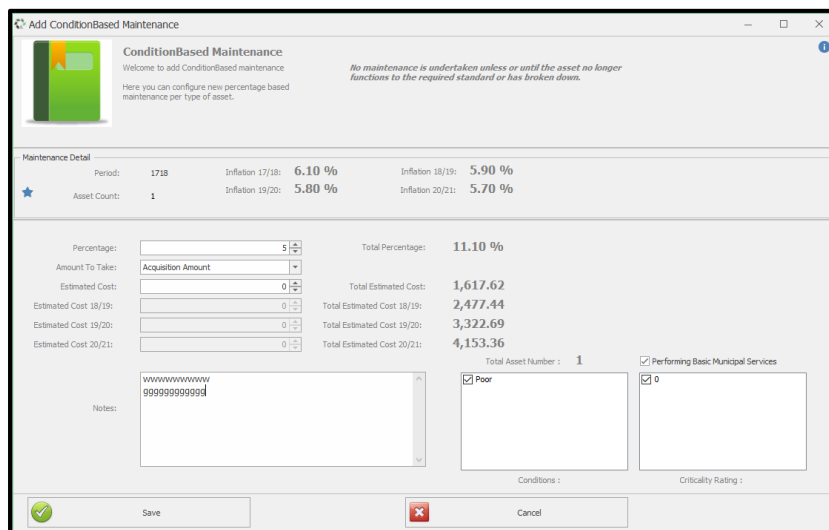 Add ConditionBased Maintenance
ConditionBased Maintenance
Welcome to add ConditionBased maintenance
Here you can configure new percentage based
maintenance per type of asset.
No maintenance is undertaken unless or until the asset no longer
functions to the required standard or has broken down.
Maintenance Detail
Period: 1718 Inflation 17/18: 6.10 % Inflation 18/19: 5.90 %
Asset Count: 1 Inflation 19/20: 5.80 % Inflation 20/21: 5.70 %
Percentage: 5 Total Percentage: 11.10 %
Amount To Take: Acquisition Amount
Estimated Cost: 0 Total Estimated Cost: 1,617.62
Estimated Cost 18/19: 0 Total Estimated Cost 18/19: 2,477.44
Estimated Cost 19/20: 0 Total Estimated Cost 19/20: 3,322.69
Estimated Cost 20/21: 0 Total Estimated Cost 20/21: 4,153.36
Total Asset Number : 1 Performing Basic Municipal Services
Notes:
wwwwwwwwww
gggggggggggg
Poor
0
Conditions : Criticality Rating :
Save Cancel